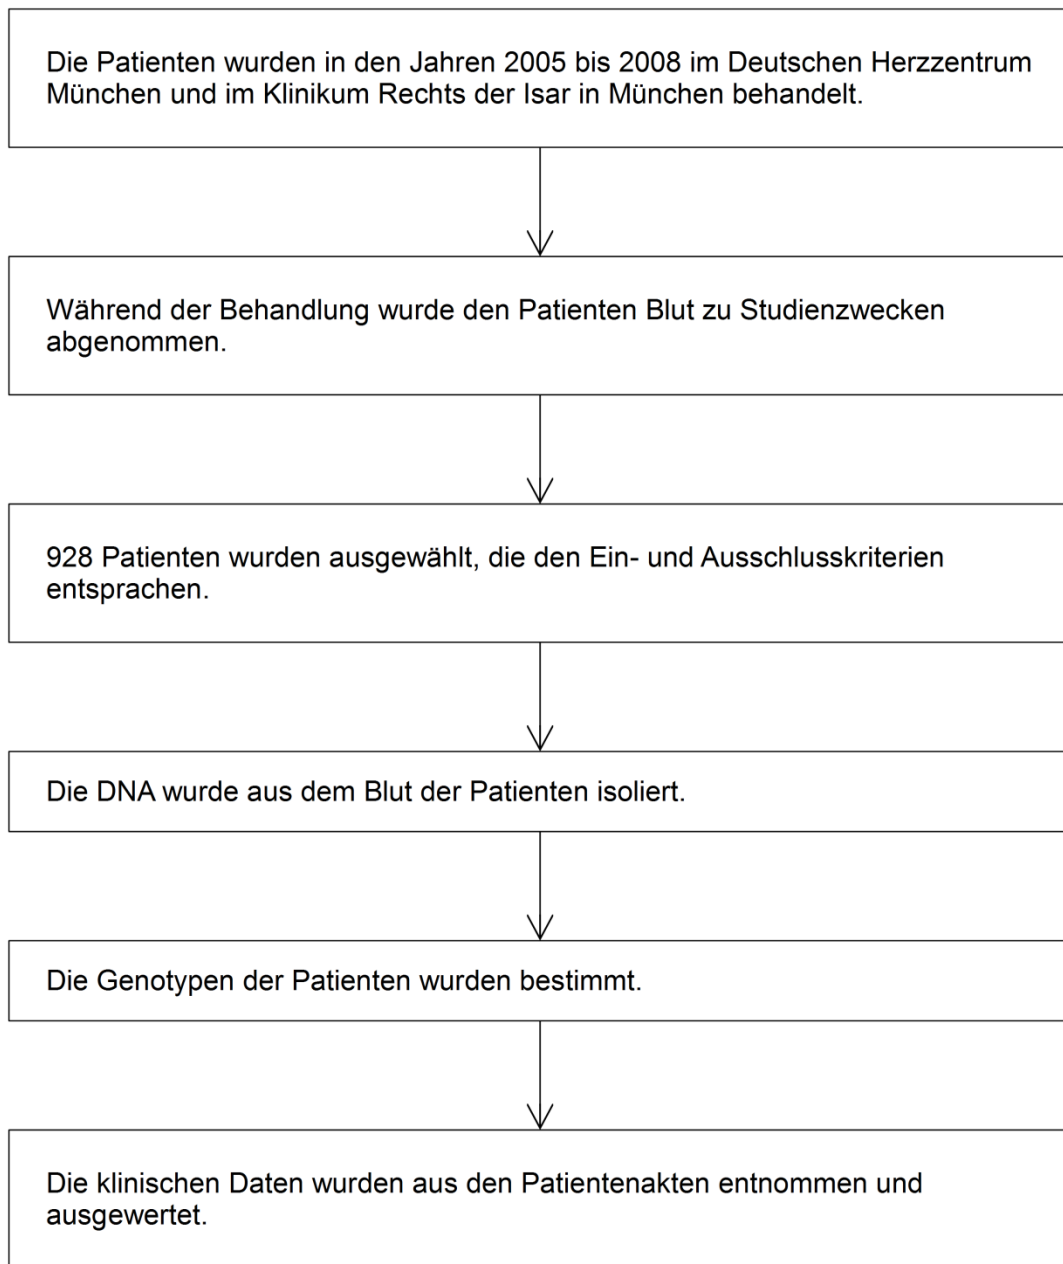 Die Patienten wurden in den Jahren 2005 bis 2008 im Deutschen Herzzentrum
München und im Klinikum Rechts der Isar in München behandelt.
Während der Behandlung wurde den Patienten Blut zu Studienzwecken
abgenommen.
928 Patienten wurden ausgewählt, die den Ein- und Ausschlusskriterien
entsprachen.
Die DNA wurde aus dem Blut der Patienten isoliert.
Die Genotypen der Patienten wurden bestimmt.
Die klinischen Daten wurden aus den Patientenakten entnommen und
ausgewertet.